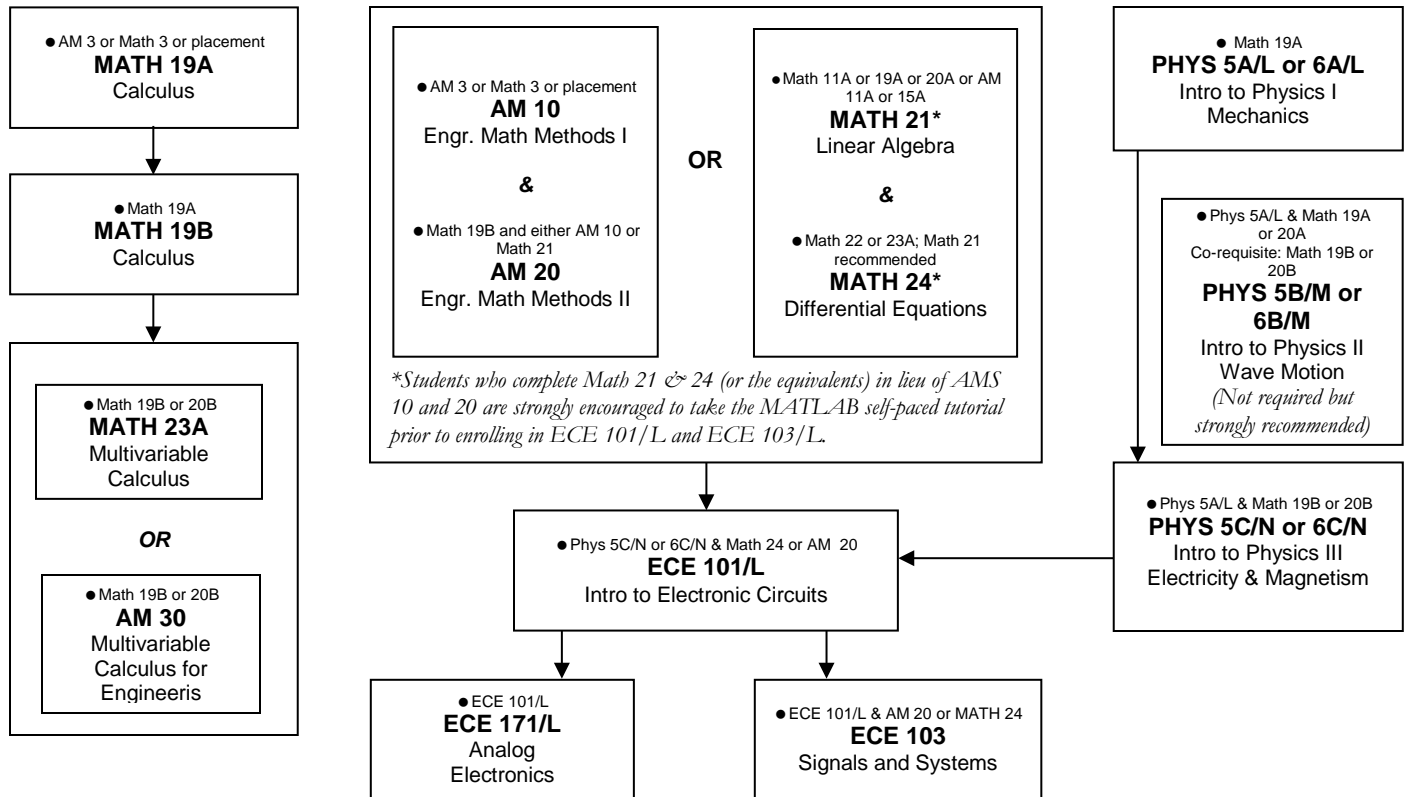 ● AM 3 or Math 3 or placement
MATH 19A
Calculus
● Math 19A
MATH 19B
Calculus
● Math 19B or 20B
MATH 23A
Multivariable
Calculus
OR
● Math 19B or 20B
AM 30
Multivariable
Calculus for
Engineeris
● AM 3 or Math 3 or placement
AM 10
Engr. Math Methods I
&
● Math 19B and either AM 10 or
Math 21
AM 20
Engr. Math Methods II
OR
● Math 11A or 19A or 20A or AM
11A or 15A
MATH 21*
Linear Algebra
&
● Math 22 or 23A; Math 21
recommended
MATH 24*
Differential Equations
*Students who complete Math 21 & 24 (or the equivalents) in lieu of AMS
10 and 20 are strongly encouraged to take the MATLAB self-paced tutorial
prior to enrolling in ECE 101/L and ECE 103/L.
● Math 19A
PHYS 5A/L or 6A/L
Intro to Physics I
Mechanics
● Phys 5A/L & Math 19A
or 20A
Co-requisite: Math 19B or
20B
PHYS 5B/M or
6B/M
Intro to Physics II
Wave Motion
(Not required but
strongly recommended)
● Phys 5A/L & Math 19B or 20B
PHYS 5C/N or 6C/N
Intro to Physics III
Electricity & Magnetism
● Phys 5C/N or 6C/N & Math 24 or AM 20
ECE 101/L
Intro to Electronic Circuits
● ECE 101/L
ECE 171/L
Analog
Electronics
● ECE 101/L & AM 20 or MATH 24
ECE 103
Signals and Systems